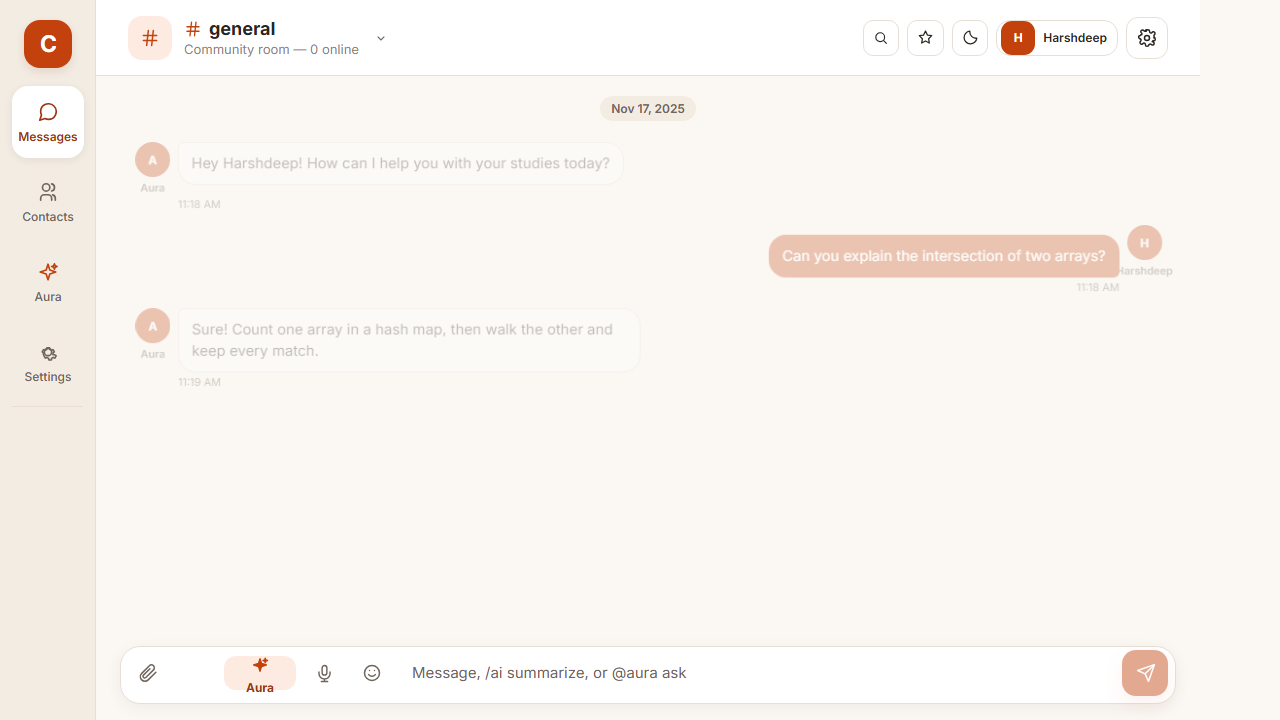 C
Messages
Contacts
Aura
Settings
# general
Community room — 0 online
H Harshdeep
Nov 17, 2025
A
Aura
Hey Harshdeep! How can I help you with your studies today?
11:18 AM
Can you explain the intersection of two arrays?
H
Harshdeep
11:18 AM
A
Aura
Sure! Count one array in a hash map, then walk the other and
keep every match.
11:19 AM
Aura
Message, /ai summarize, or @aura ask